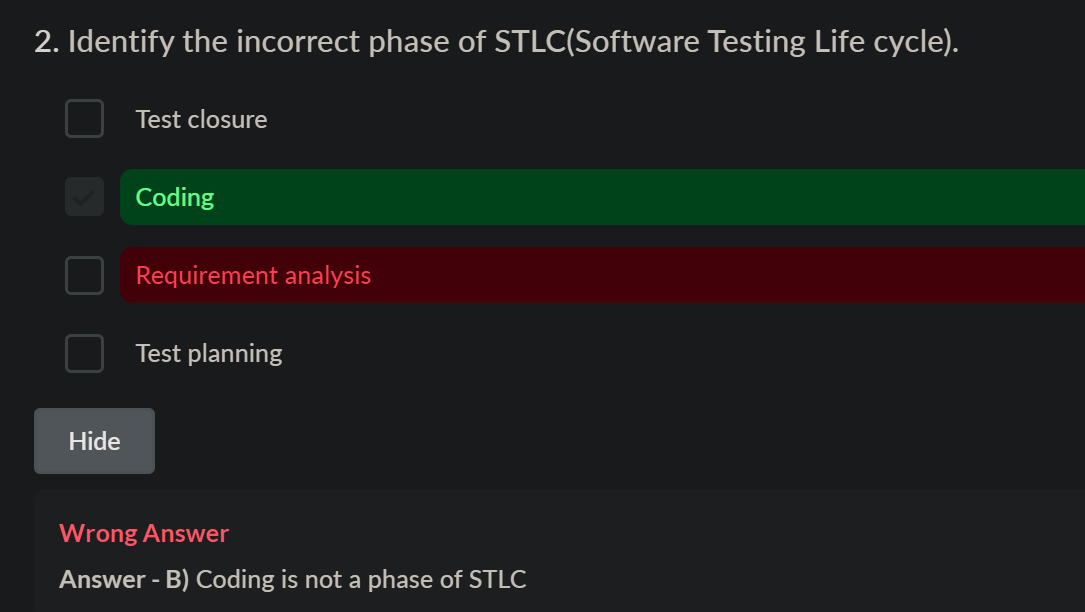 2. Identify the incorrect phase of STLC(Software Testing Life cycle).
Test closure
Coding
Requirement analysis
Test planning
Hide
Wrong Answer
Answer - B) Coding is not a phase of STLC